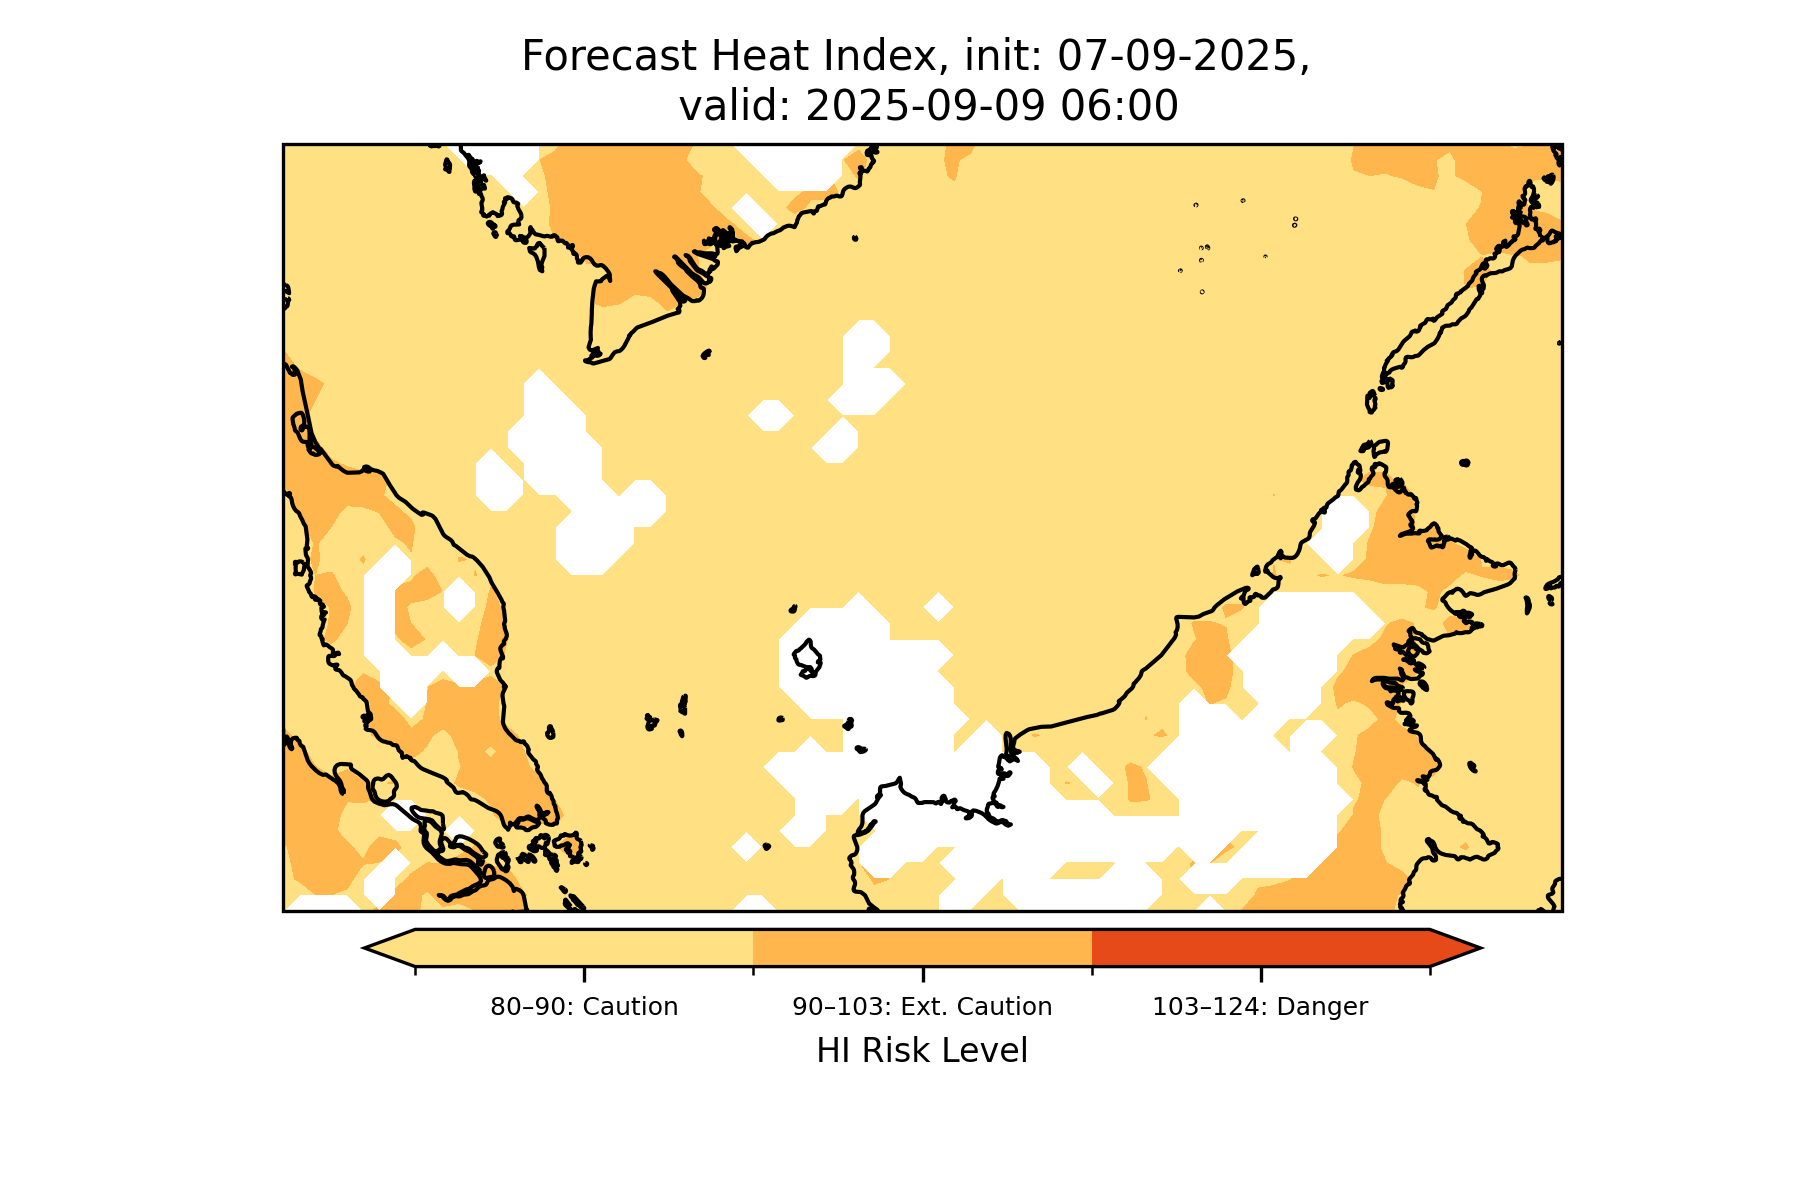 Forecast Heat Index, init: 07-09-2025,
valid: 2025-09-09 06:00
80–90: Caution
90–103: Ext. Caution
103–124: Danger
HI Risk Level